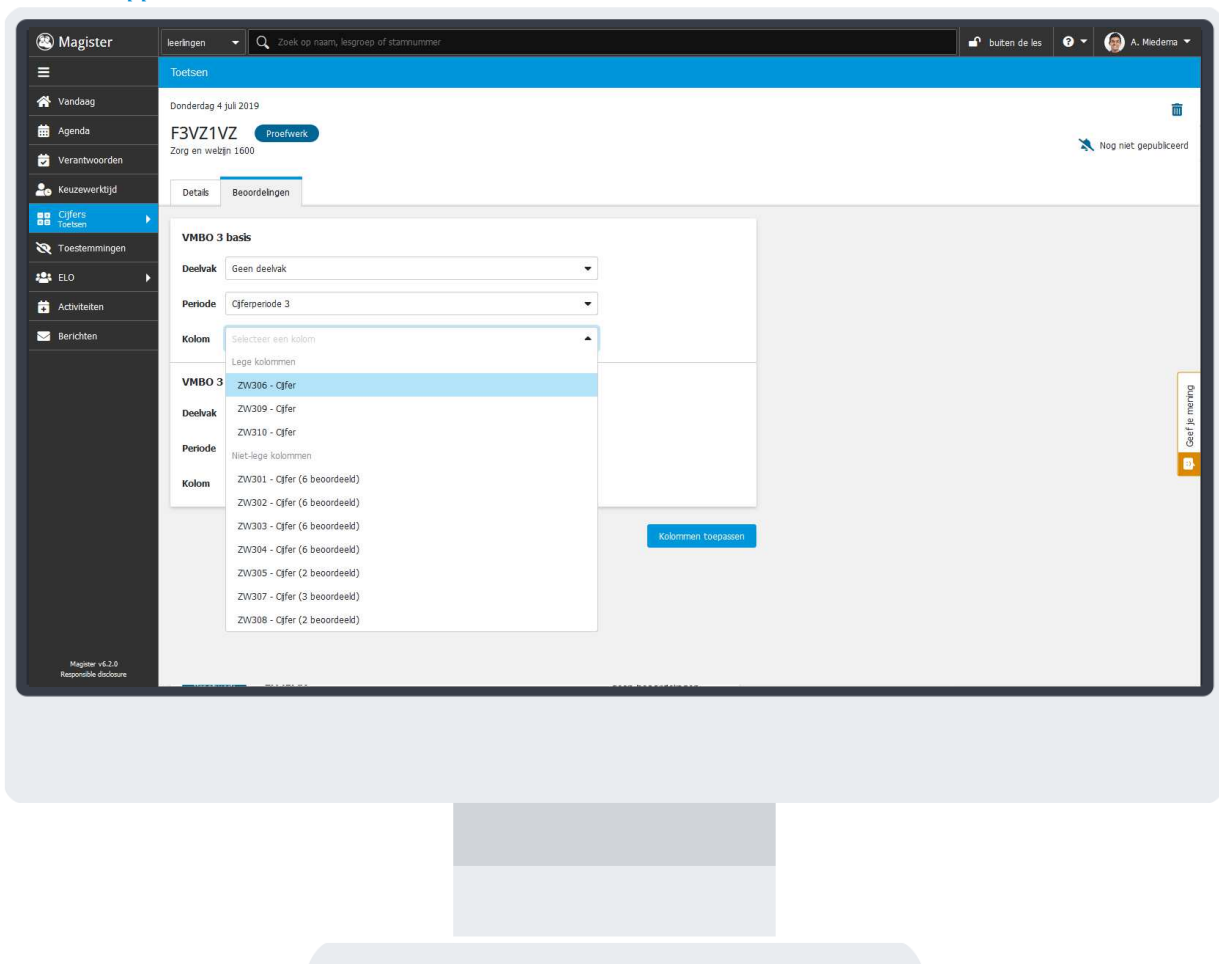 Magister
leerlingen
Zoek op naam, lesgroep of stamnummer
buiten de les
A. Miedema
Toetsen
Vandaag
Agenda
Verantwoorden
Keuzewerktijd
Cijfers
Toetsen
Toestemmingen
ELO
Activiteiten
Berichten
Magister v6.2.0
Responsible disclosure
Donderdag 4 juli 2019
F3VZ1VZ Proefwerk
Zorg en welzijn 1600
Nog niet gepubliceerd
Details Beoordelingen
VMBO 3 basis
Deelvak Geen deelvak
Periode Cijferperiode 3
Kolom Selecteer een kolom
Lege kolommen
ZW306 - Cijfer
ZW309 - Cijfer
ZW310 - Cijfer
Niet-lege kolommen
ZW301 - Cijfer (6 beoordeeld)
ZW302 - Cijfer (6 beoordeeld)
ZW303 - Cijfer (6 beoordeeld)
ZW304 - Cijfer (6 beoordeeld)
ZW305 - Cijfer (2 beoordeeld)
ZW307 - Cijfer (3 beoordeeld)
ZW308 - Cijfer (2 beoordeeld)
VMBO 3
Deelvak
Periode
Kolom
Kolommen toepassen
Geef je mening